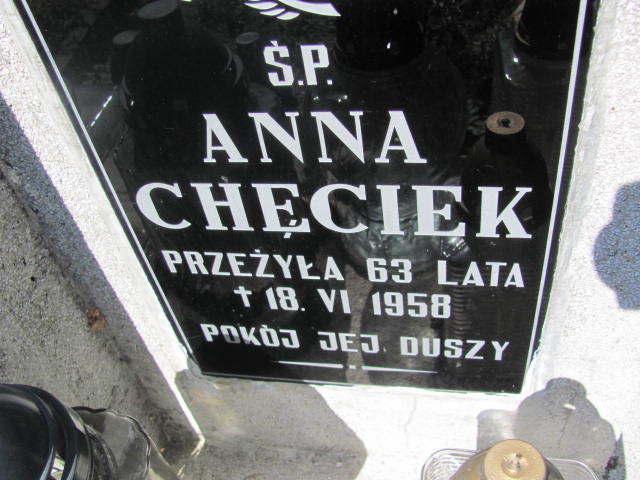 Ś.P.
ANNA
CHĘCIEK
PRZEŻYŁA 63 LATA
† 18. VI 1958
POKÓJ JEJ DUSZY